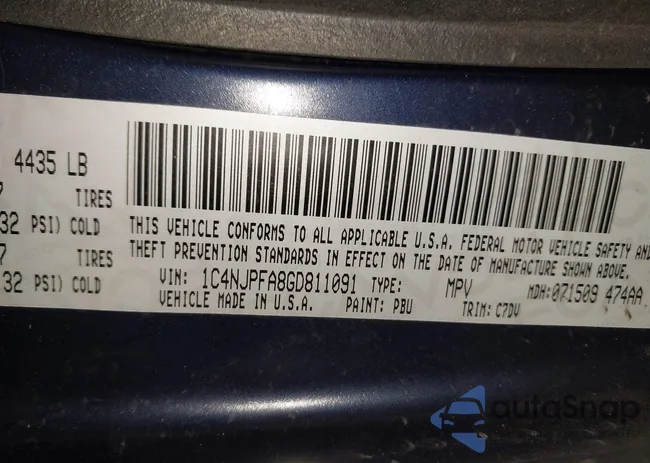 4435 LB
7 TIRES
32 PSI) COLD
7 TIRES
32 PSI) COLD
THIS VEHICLE CONFORMS TO ALL APPLICABLE U.S.A. FEDERAL MOTOR VEHICLE SAFETY AND
THEFT PREVENTION STANDARDS IN EFFECT ON THE DATE OF MANUFACTURE SHOWN ABOVE.
VIN: 1C4NJPFA8GD811091 TYPE: MPV MDH:071509 474AA
VEHICLE MADE IN U.S.A. PAINT: PBU TRIM: C7DV
autoSnap